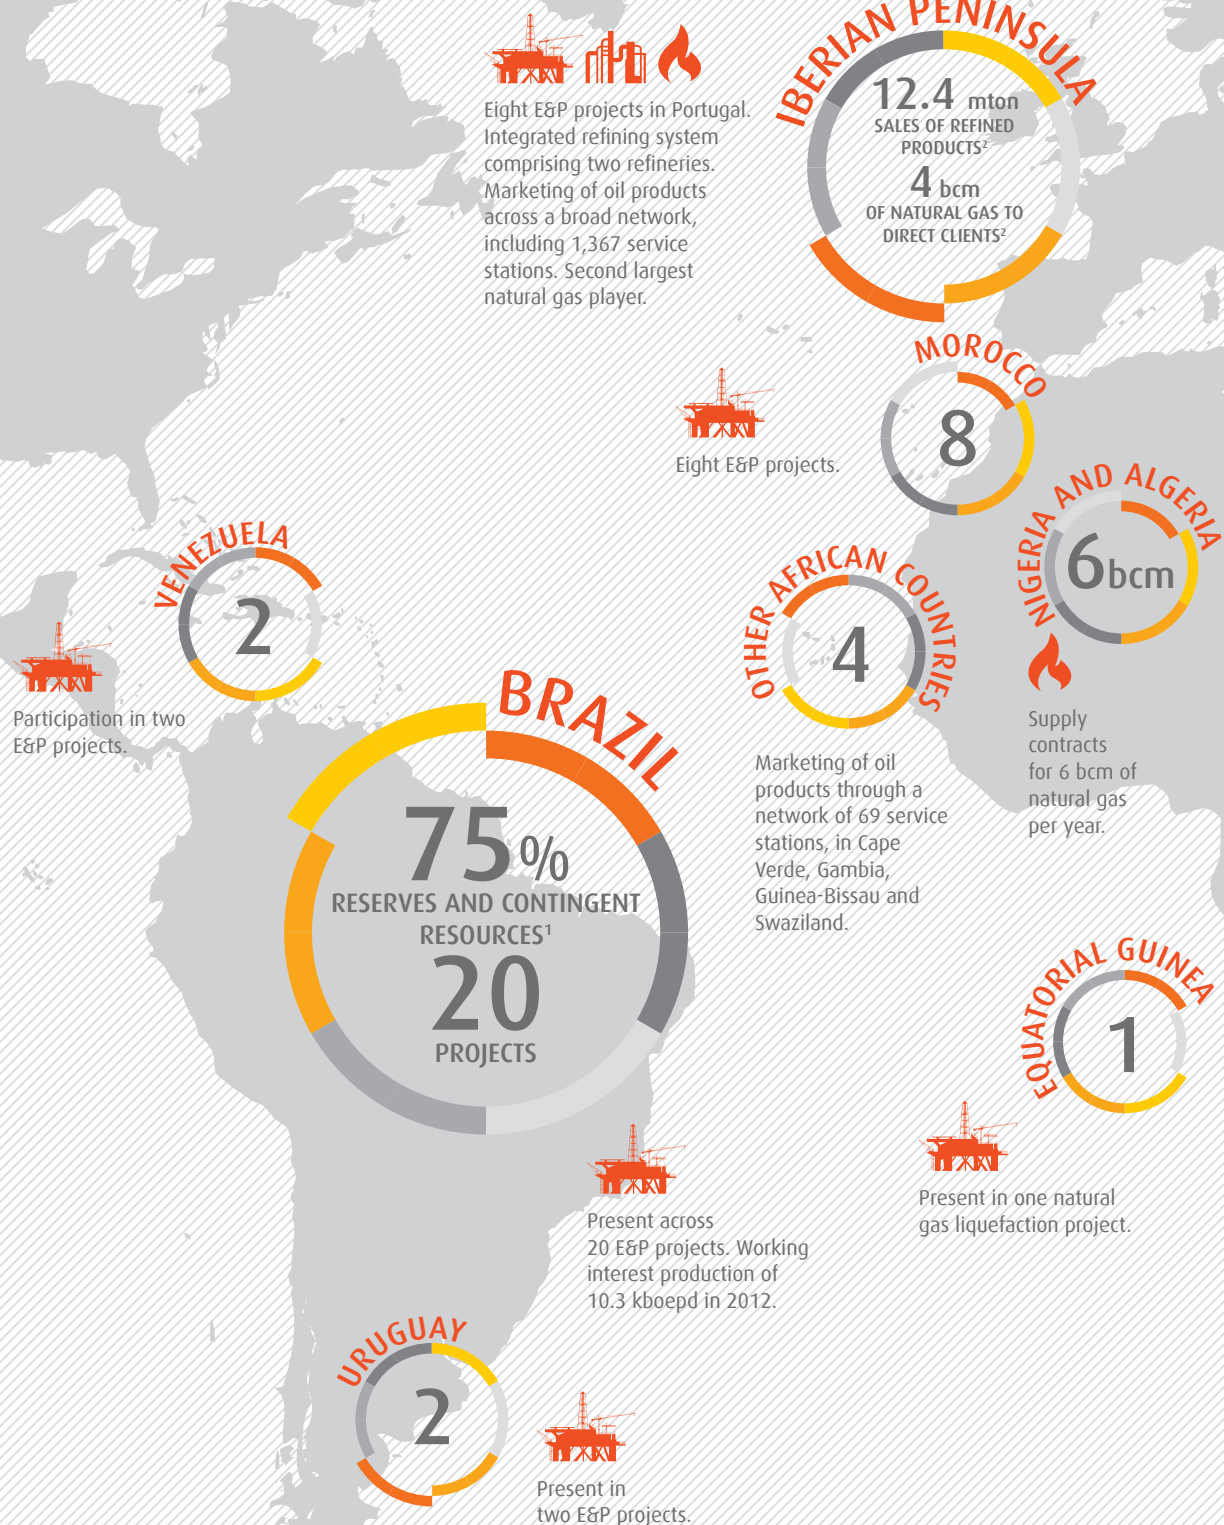 IBERIAN PENINSULA
12.4 mton
SALES OF REFINED
PRODUCTS²
4 bcm
OF NATURAL GAS TO
DIRECT CLIENTS²
Eight E&P projects in Portugal.
Integrated refining system
comprising two refineries.
Marketing of oil products
across a broad network,
including 1,367 service
stations. Second largest
natural gas player.
MOROCCO
8
Eight E&P projects.
NIGERIA AND ALGERIA
6 bcm
Supply
contracts
for 6 bcm of
natural gas
per year.
VENEZUELA
2
Participation in two
E&P projects.
OTHER AFRICAN COUNTRIES
4
Marketing of oil
products through a
network of 69 service
stations, in Cape
Verde, Gambia,
Guinea-Bissau and
Swaziland.
BRAZIL
75%
RESERVES AND CONTINGENT
RESOURCES¹
20
PROJECTS
Present across
20 E&P projects. Working
interest production of
10.3 kboepd in 2012.
EQUATORIAL GUINEA
1
Present in one natural
gas liquefaction project.
URUGUAY
2
Present in
two E&P projects.